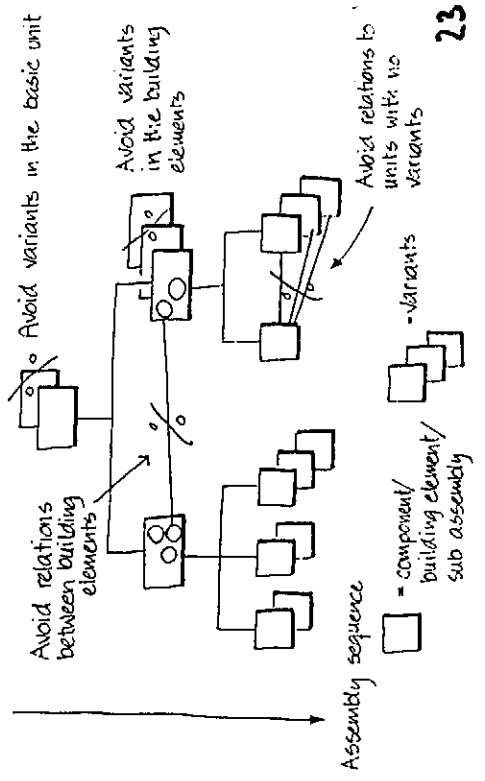 Avoid variants in the basic unit
Avoid relations
between building
elements
Avoid variants
in the building
elements
Avoid relations to
units with no
variants
Assembly sequence
= component/
building element/
sub assembly
= variants
23